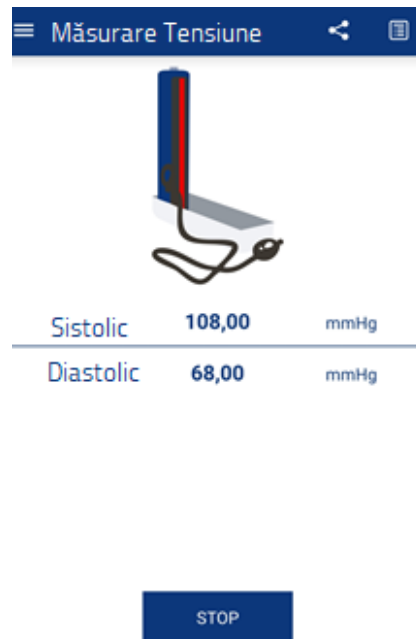 Măsurare Tensiune
Sistolic 108,00 mmHg
Diastolic 68,00 mmHg
STOP